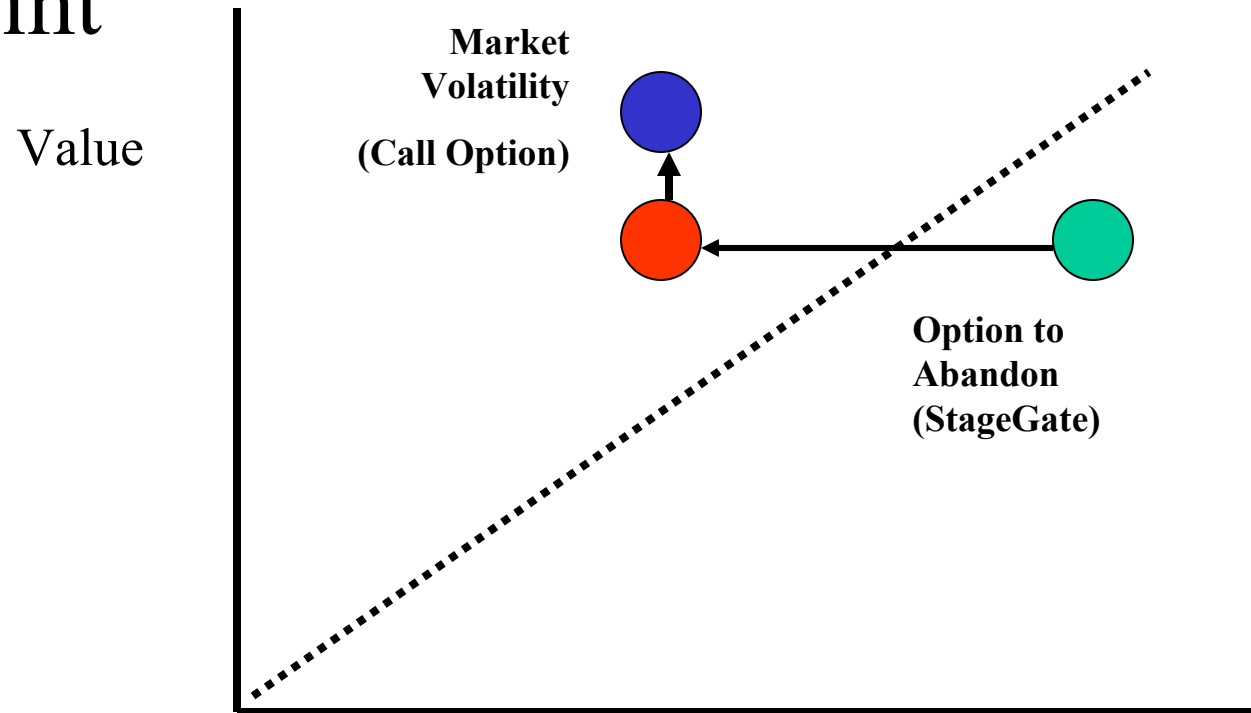 Market
Volatility
(Call Option)
Value
Option to
Abandon
(StageGate)